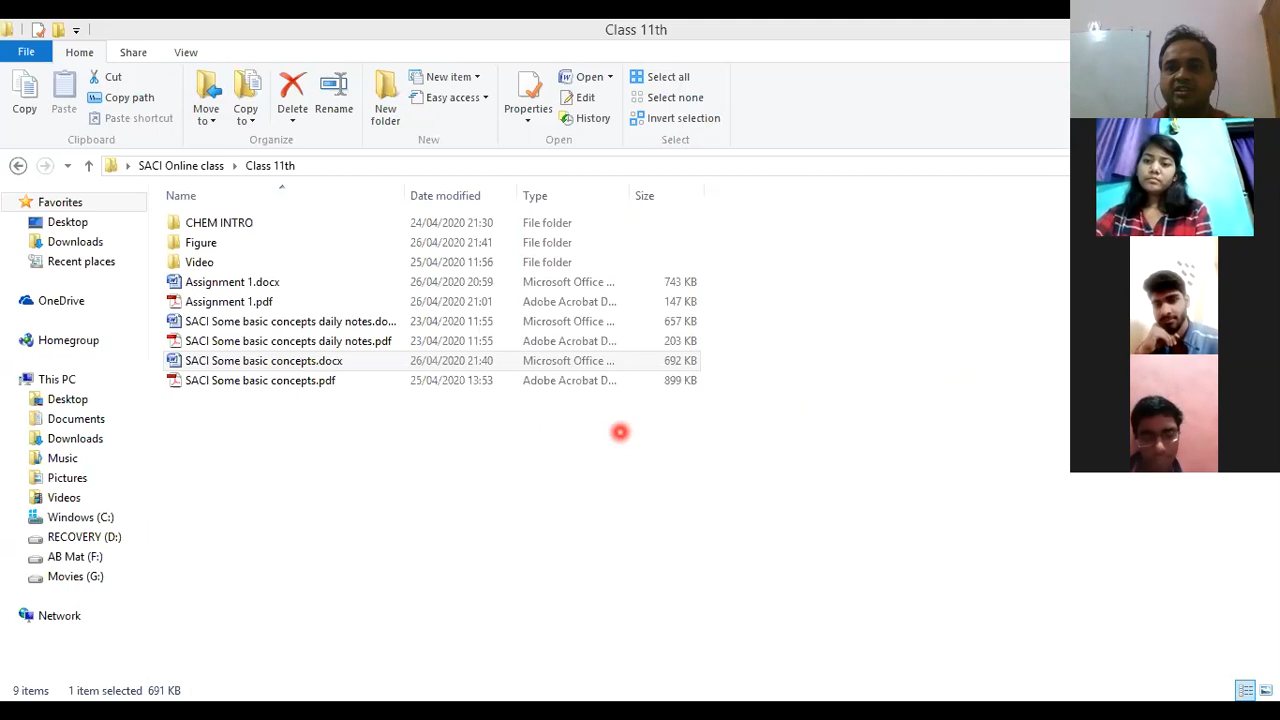 Class 11th
File Home Share View
Copy
Paste
Cut
Copy path
Paste shortcut
Clipboard
Move to
Copy to
Delete
Rename
Organize
New folder
New item
Easy access
New
Properties
Open
Edit
History
Open
Select all
Select none
Invert selection
Select
SACI Online class Class 11th
Name Date modified Type Size
CHEM INTRO 24/04/2020 21:30 File folder
Figure 26/04/2020 21:41 File folder
Video 25/04/2020 11:56 File folder
Assignment 1.docx 26/04/2020 20:59 Microsoft Office ... 743 KB
Assignment 1.pdf 26/04/2020 21:01 Adobe Acrobat D... 147 KB
SACI Some basic concepts daily notes.do... 23/04/2020 11:55 Microsoft Office ... 657 KB
SACI Some basic concepts daily notes.pdf 23/04/2020 11:55 Adobe Acrobat D... 203 KB
SACI Some basic concepts.docx 26/04/2020 21:40 Microsoft Office ... 692 KB
SACI Some basic concepts.pdf 25/04/2020 13:53 Adobe Acrobat D... 899 KB
Favorites
Desktop
Downloads
Recent places
OneDrive
Homegroup
This PC
Desktop
Documents
Downloads
Music
Pictures
Videos
Windows (C:)
RECOVERY (D:)
AB Mat (F:)
Movies (G:)
Network
9 items 1 item selected 691 KB